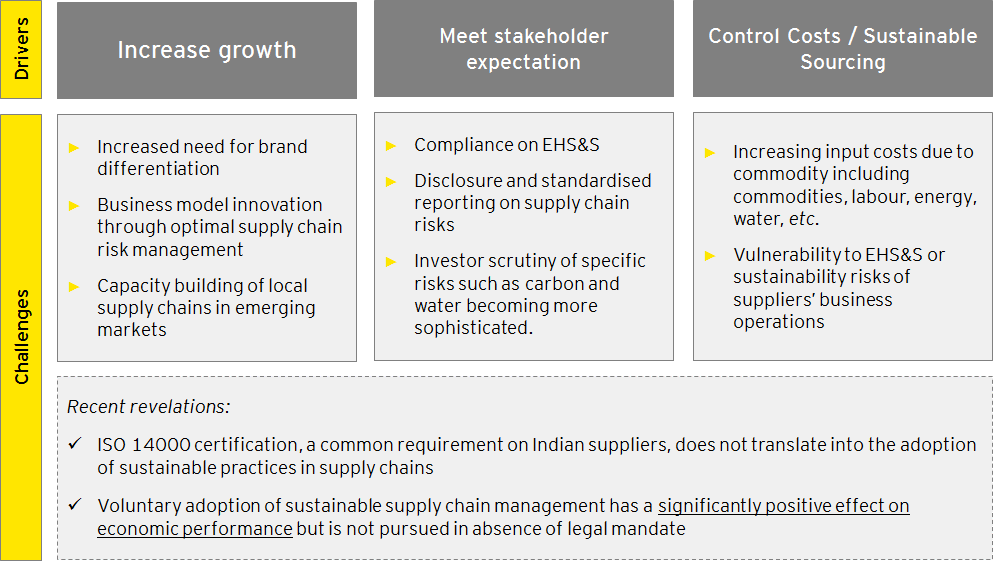 Drivers
Increase growth
Meet stakeholder
expectation
Control Costs / Sustainable
Sourcing
Challenges
► Increased need for brand
differentiation
► Business model innovation
through optimal supply chain
risk management
► Capacity building of local
supply chains in emerging
markets
► Compliance on EHS&S
► Disclosure and standardised
reporting on supply chain
risks
► Investor scrutiny of specific
risks such as carbon and
water becoming more
sophisticated.
► Increasing input costs due to
commodity including
commodities, labour, energy,
water, etc.
► Vulnerability to EHS&S or
sustainability risks of
suppliers' business
operations
Recent revelations:
✓ ISO 14000 certification, a common requirement on Indian suppliers, does not translate into the adoption
of sustainable practices in supply chains
✓ Voluntary adoption of sustainable supply chain management has a significantly positive effect on
economic performance but is not pursued in absence of legal mandate